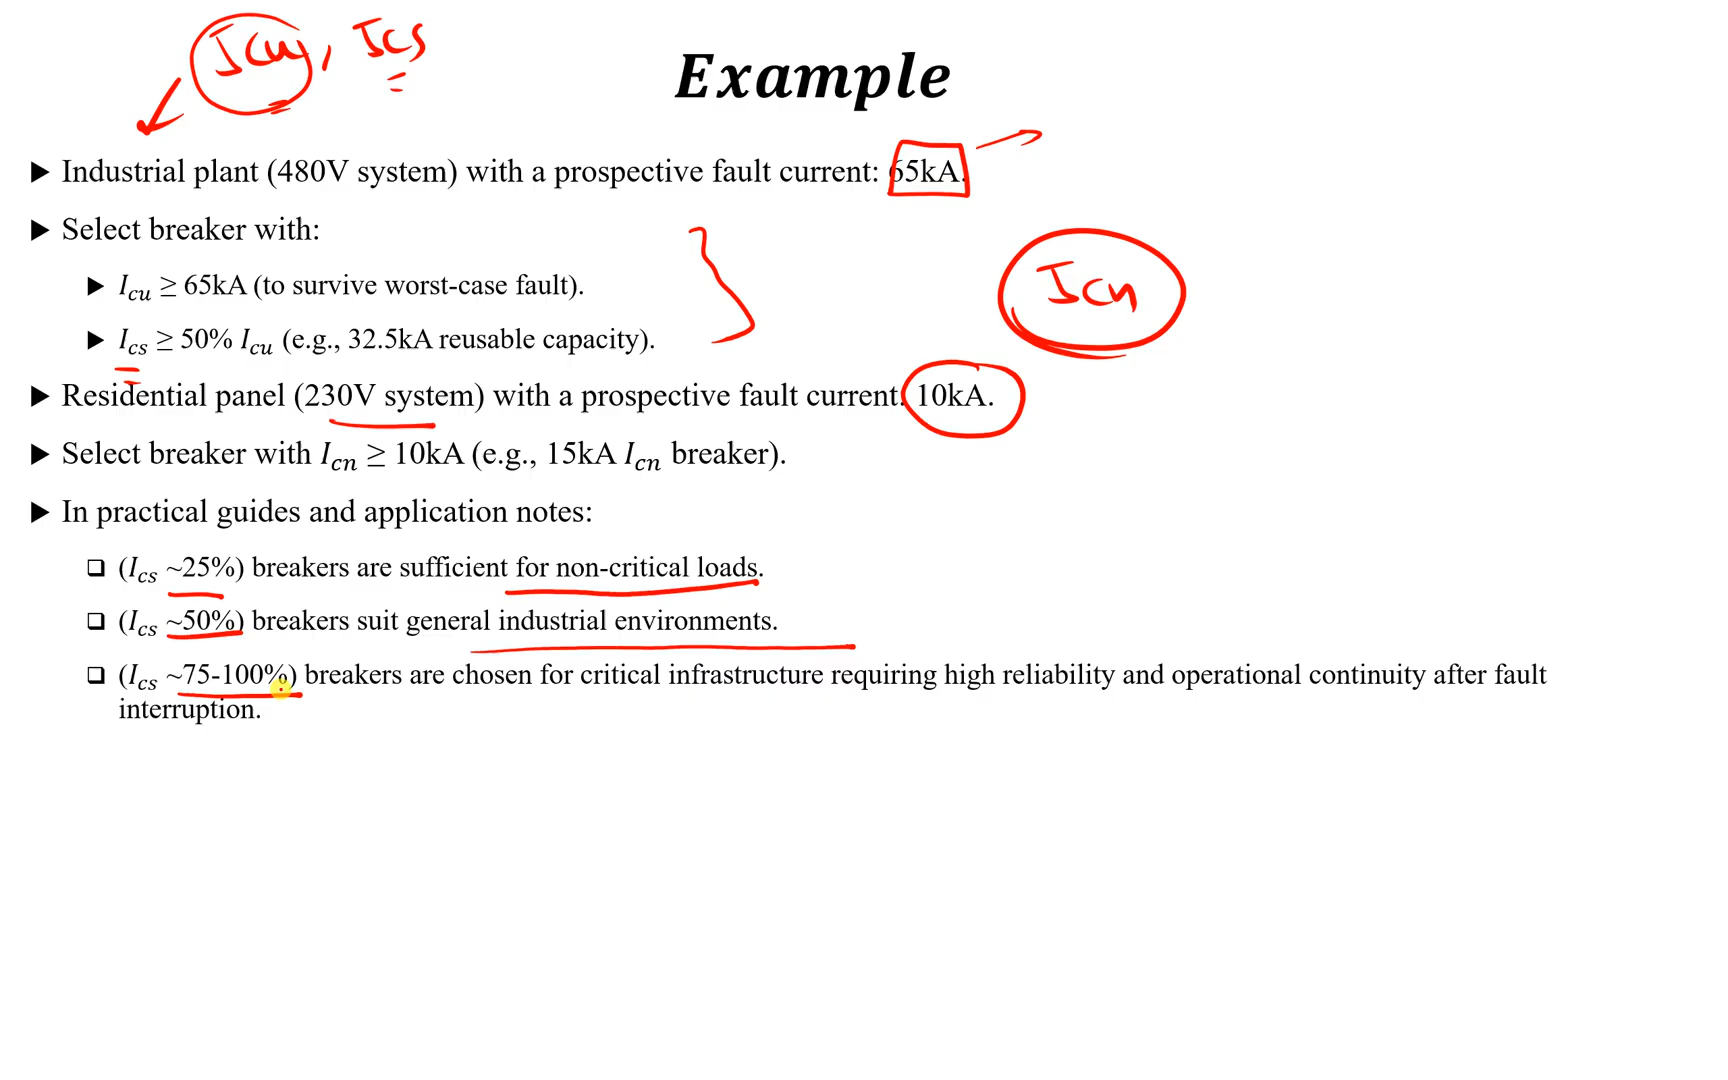 Icu, Ics
Example
▶ Industrial plant (480V system) with a prospective fault current: 65kA.
▶ Select breaker with:
▶ Icu ≥ 65kA (to survive worst-case fault).
Icn
▶ Ics ≥ 50% Icu (e.g., 32.5kA reusable capacity).
▶ Residential panel (230V system) with a prospective fault current: 10kA.
▶ Select breaker with Icn ≥ 10kA (e.g., 15kA Icn breaker).
▶ In practical guides and application notes:
❑ (Ics ~25%) breakers are sufficient for non-critical loads.
❑ (Ics ~50%) breakers suit general industrial environments.
❑ (Ics ~75-100%) breakers are chosen for critical infrastructure requiring high reliability and operational continuity after fault
interruption.